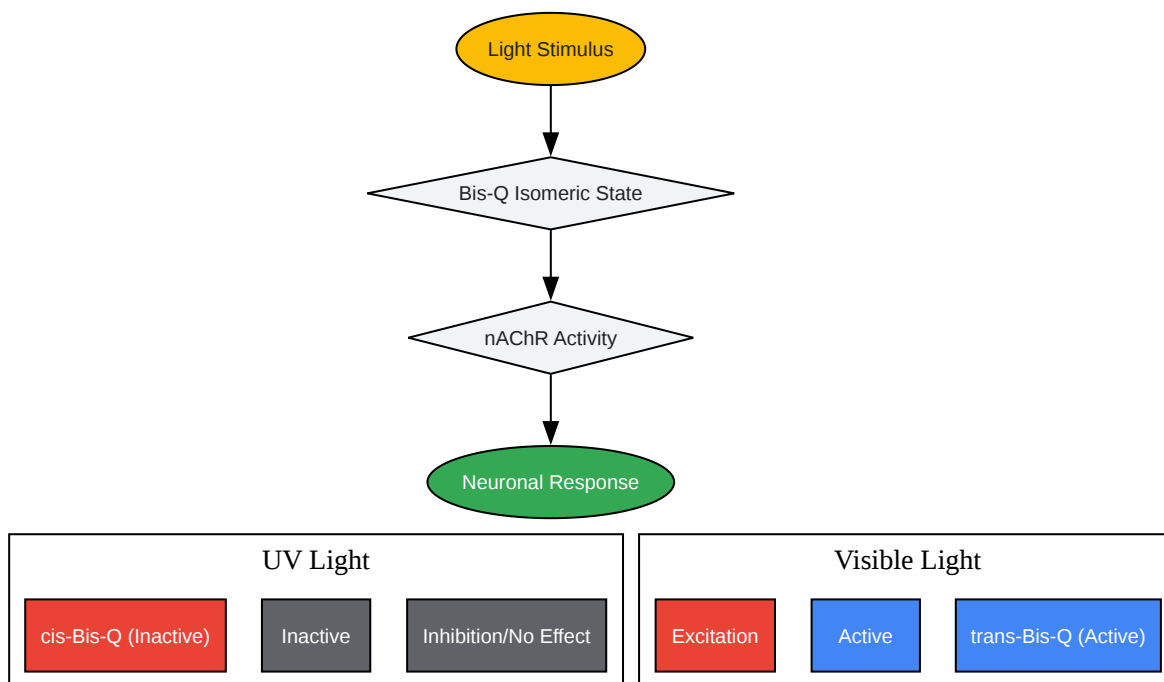 Light Stimulus
Bis-Q Isomeric State
nAChR Activity
Neuronal Response
UV Light
cis-Bis-Q (Inactive)
Inactive
Inhibition/No Effect
Visible Light
Excitation
Active
trans-Bis-Q (Active)